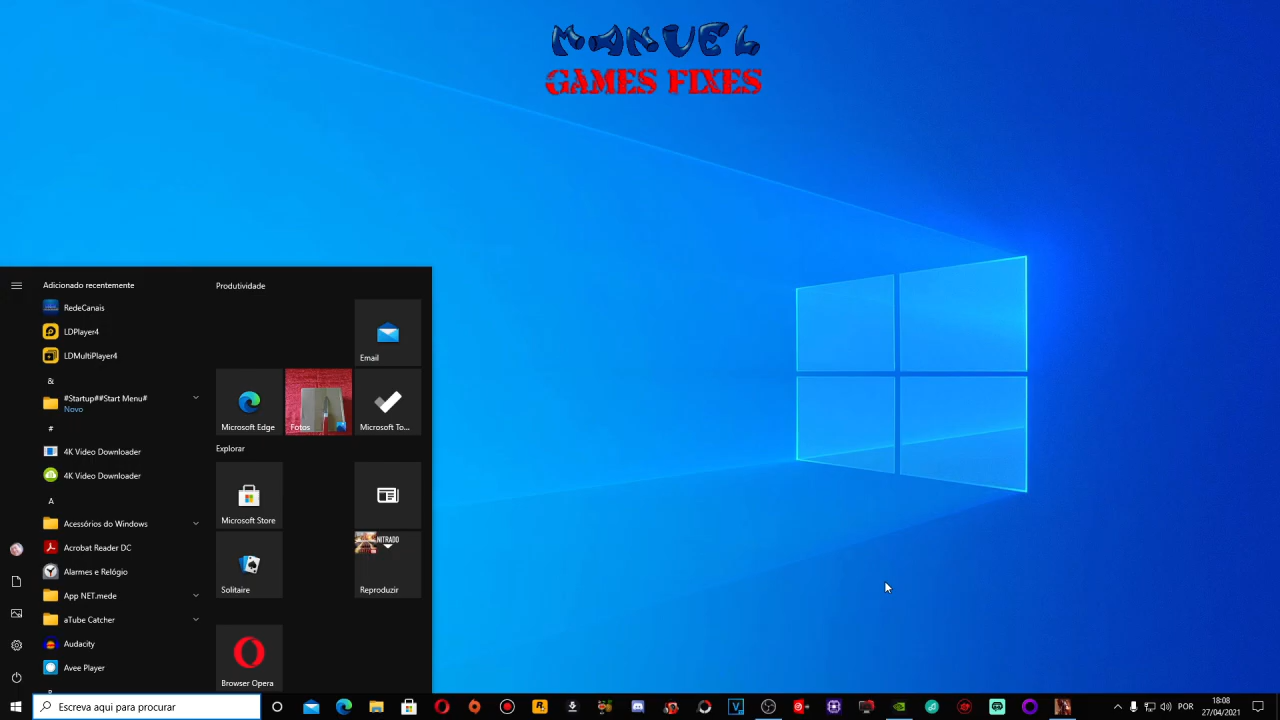 MANUEL
GAMES FIXES
Adicionado recentemente
RedeCanais
LDPlayer4
LDMultiPlayer4
&
#Startup##Start Menu#
Novo
#
4K Video Downloader
4K Video Downloader
A
Acessórios do Windows
Acrobat Reader DC
Alarmes e Relógio
App NET.mede
aTube Catcher
Audacity
Avee Player
Produtividade
Email
Microsoft Edge
Fotos
Microsoft To...
Explorar
Microsoft Store
NITRADO
Solitaire
Reproduzir
Browser Opera
Escreva aqui para procurar
POR
18:08
27/04/2021